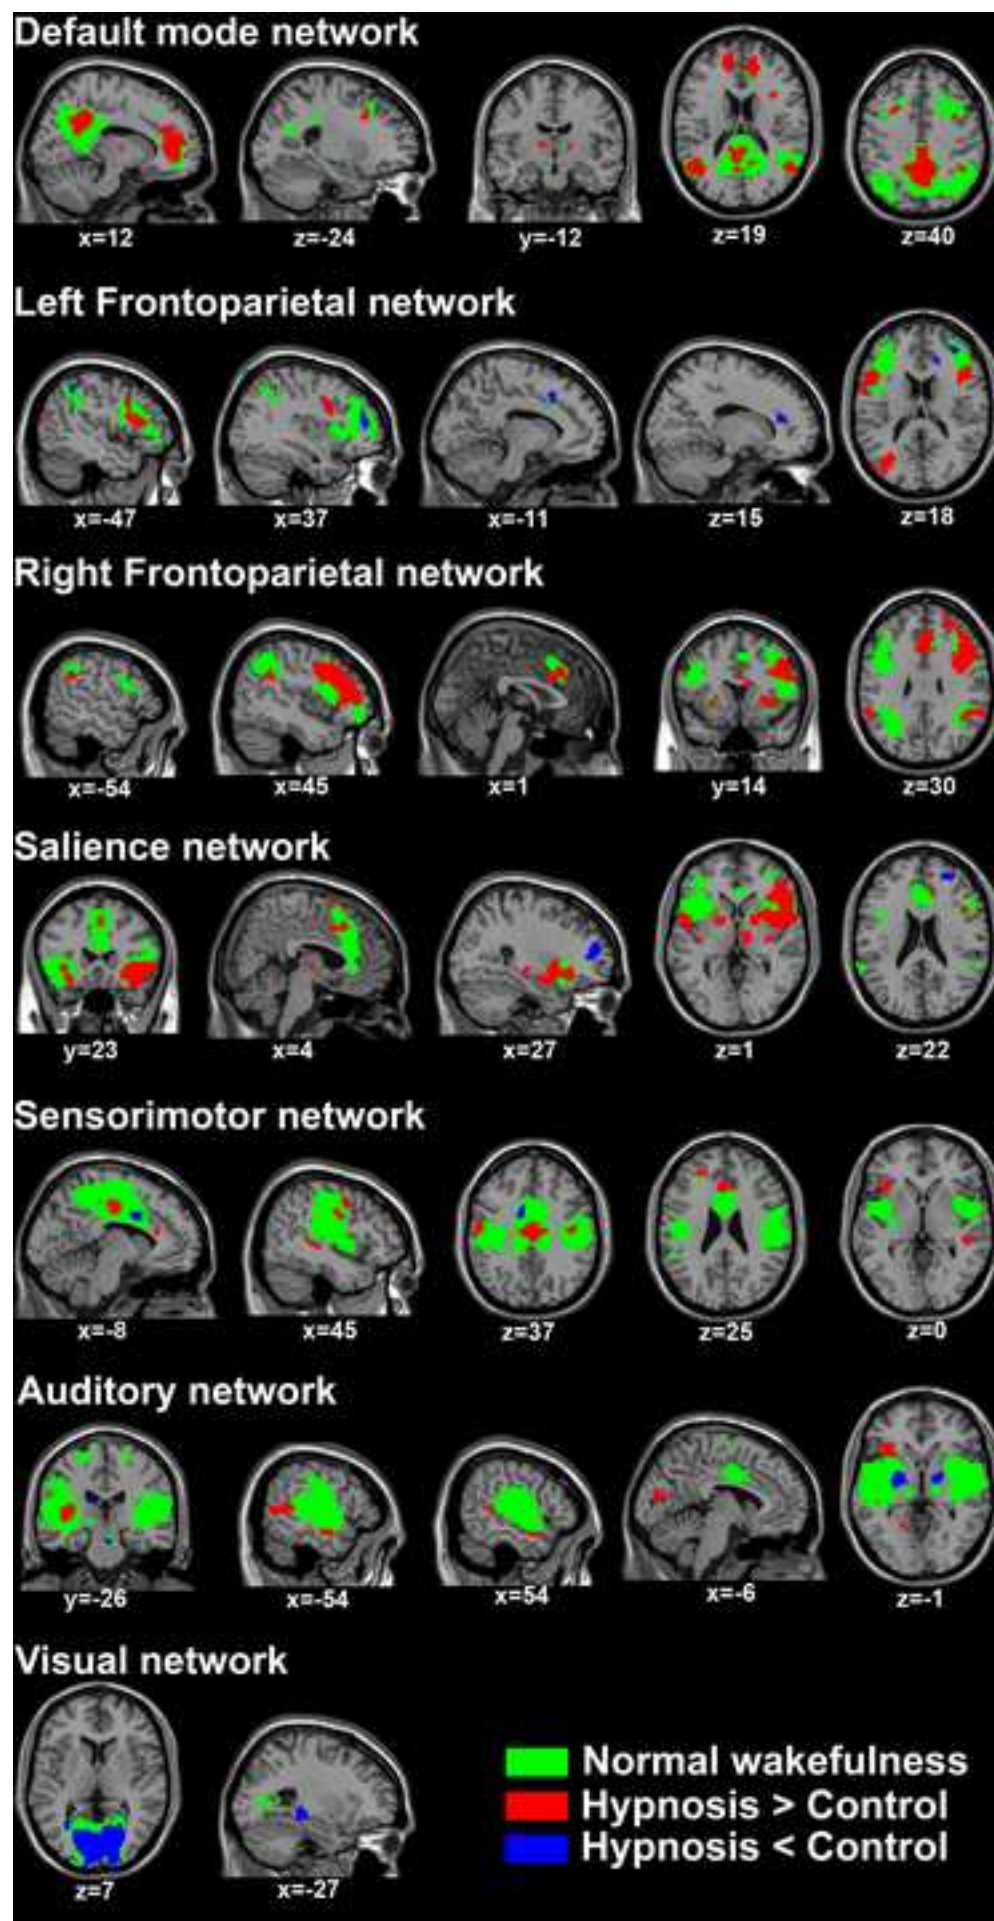 Default mode network
x=12 z=-24 y=-12 z=19 z=40
Left Frontoparietal network
x=-47 x=37 x=-11 z=15 z=18
Right Frontoparietal network
x=-54 x=45 x=1 y=14 z=30
Salience network
y=23 x=4 x=27 z=1 z=22
Sensorimotor network
x=-8 x=45 z=37 z=25 z=0
Auditory network
y=-26 x=-54 x=54 x=-6 z=-1
Visual network
z=7 x=-27
Normal wakefulness
Hypnosis > Control
Hypnosis < Control